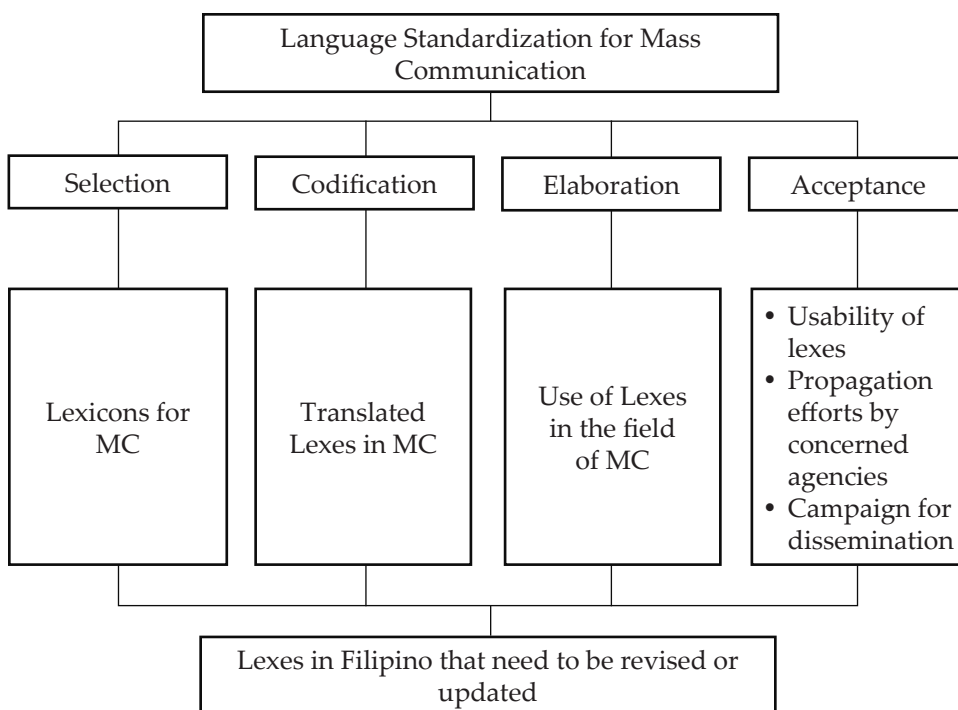 Language Standardization for Mass
Communication
Selection
Codification
Elaboration
Acceptance
Lexicons for
MC
Translated
Lexes in MC
Use of Lexes
in the field
of MC
• Usability of
lexes
• Propagation
efforts by
concerned
agencies
• Campaign for
dissemination
Lexes in Filipino that need to be revised or
updated